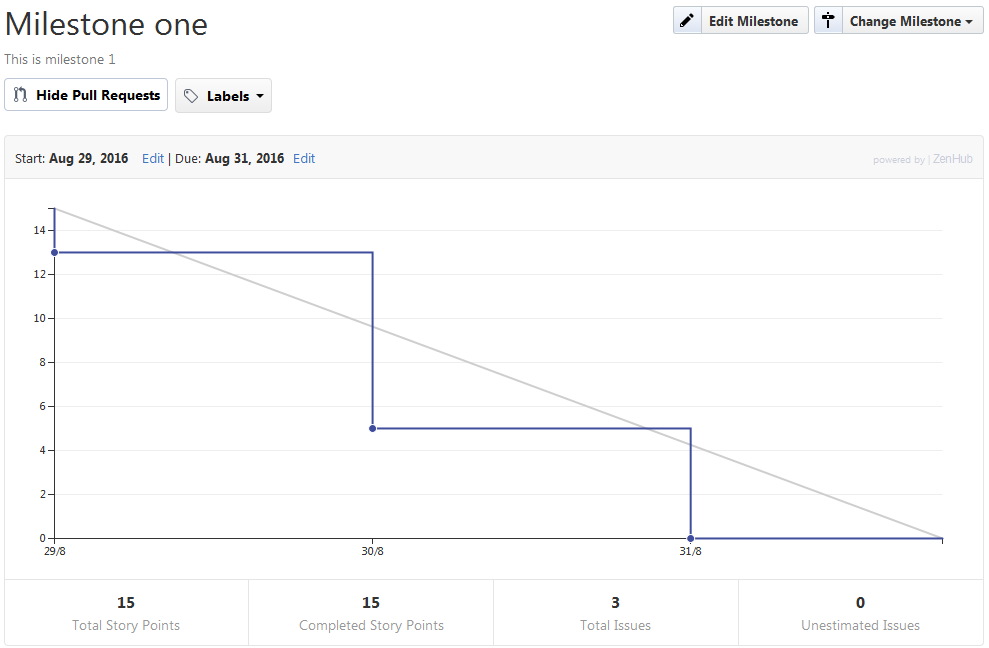 Milestone one
Edit Milestone
Change Milestone
This is milestone 1
Hide Pull Requests
Labels
Start: Aug 29, 2016 Edit | Due: Aug 31, 2016 Edit
powered by | ZenHub
14
12
10
8
6
4
2
0
29/8 30/8 31/8
15 15 3 0
Total Story Points Completed Story Points Total Issues Unestimated Issues